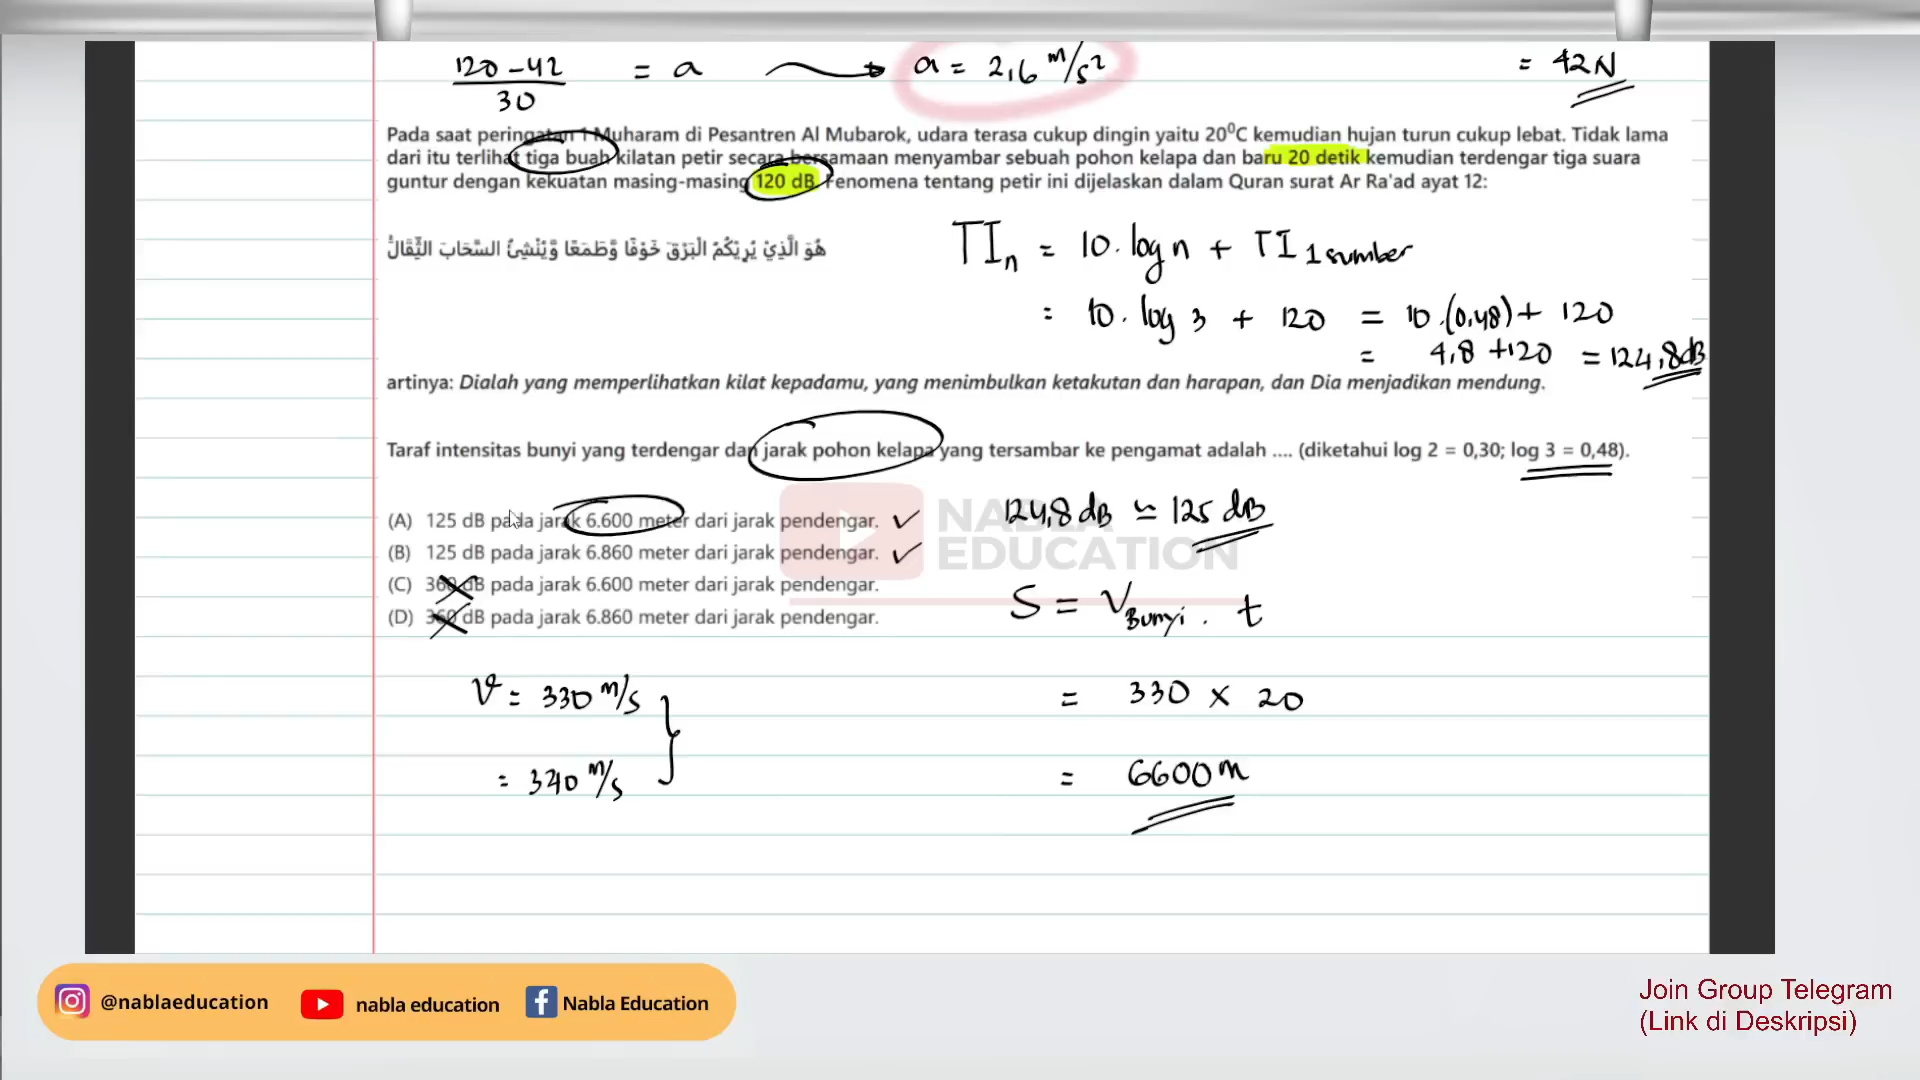 120 - 42 = a → a = 2,6 m/s²
30
= 42N
Pada saat peringatan 1 Muharam di Pesantren Al Mubarok, udara terasa cukup dingin yaitu 20⁰C kemudian hujan turun cukup lebat. Tidak lama
dari itu terlihat tiga buah kilatan petir secara bersamaan menyambar sebuah pohon kelapa dan baru 20 detik kemudian terdengar tiga suara
guntur dengan kekuatan masing-masing 120 dB. Fenomena tentang petir ini dijelaskan dalam Quran surat Ar Ra'ad ayat 12:
هُوَ الَّذِيْ يُرِيْكُمُ الْبَرْقَ خَوْفًا وَّطَمَعًا وَّيُنْشِئُ السَّحَابَ الثِّقَالَۚ
TIn = 10. log n + TI 1 sumber
= 10. log 3 + 120 = 10.(0,48) + 120
= 4,8 + 120 = 124,8 dB
artinya: Dialah yang memperlihatkan kilat kepadamu, yang menimbulkan ketakutan dan harapan, dan Dia menjadikan mendung.
Taraf intensitas bunyi yang terdengar dan jarak pohon kelapa yang tersambar ke pengamat adalah .... (diketahui log 2 = 0,30; log 3 = 0,48).
(A) 125 dB pada jarak 6.600 meter dari jarak pendengar. ✓
(B) 125 dB pada jarak 6.860 meter dari jarak pendengar. ✓
(C) 360 dB pada jarak 6.600 meter dari jarak pendengar.
(D) 360 dB pada jarak 6.860 meter dari jarak pendengar.
NABLA
EDUCATION
124,8 dB ≃ 125 dB
S = V Bunyi . t
= 330 x 20
= 6600 m
v = 330 m/s
= 340 m/s
@nablaeducation
nabla education
Nabla Education
Join Group Telegram
(Link di Deskripsi)